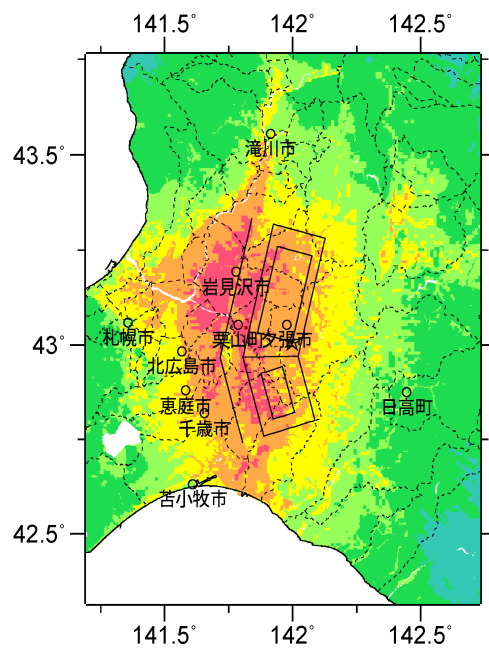 141.5° 142° 142.5°
43.5°
滝川市
岩見沢市
札幌市 栗山町 夕張市
43°
北広島市
恵庭市 日高町
千歳市
苫小牧市
42.5°
141.5° 142° 142.5°